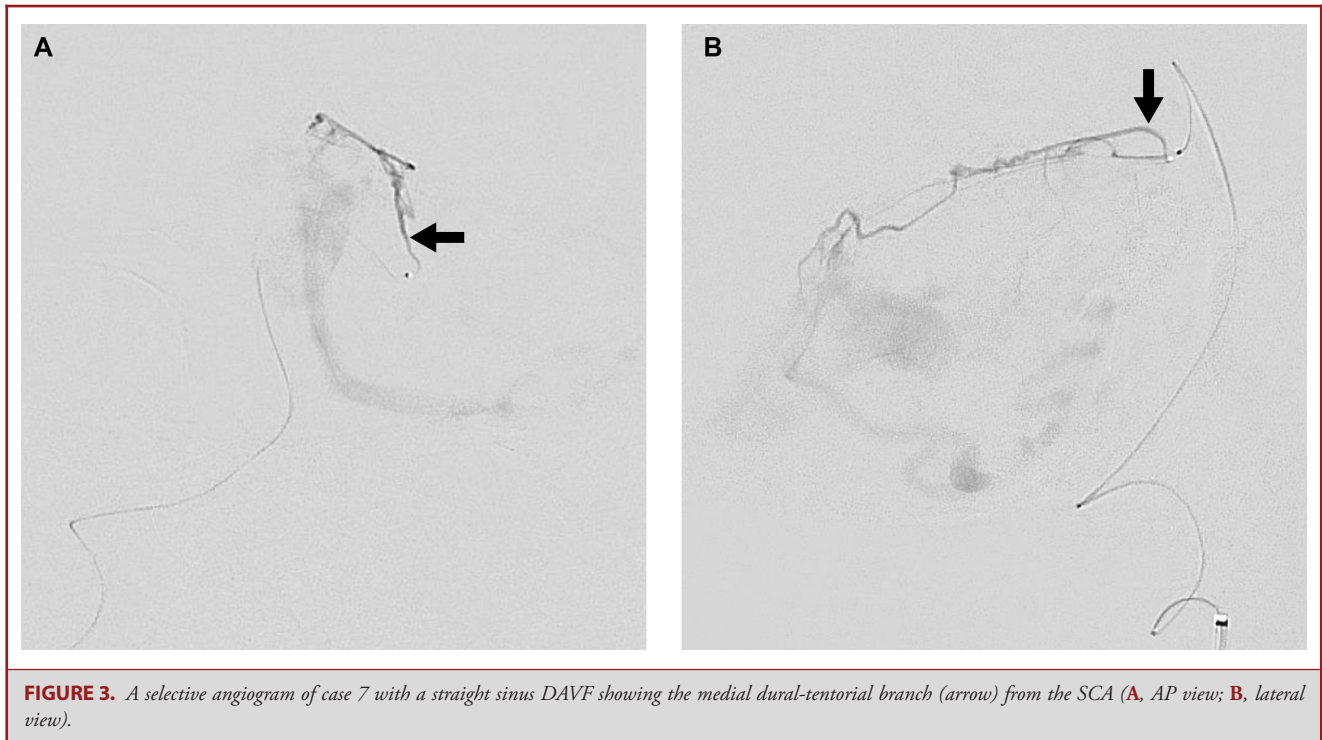 A
B
FIGURE 3. A selective angiogram of case 7 with a straight sinus DAVF showing the medial dural-tentorial branch (arrow) from the SCA (A, AP view; B, lateral
view).